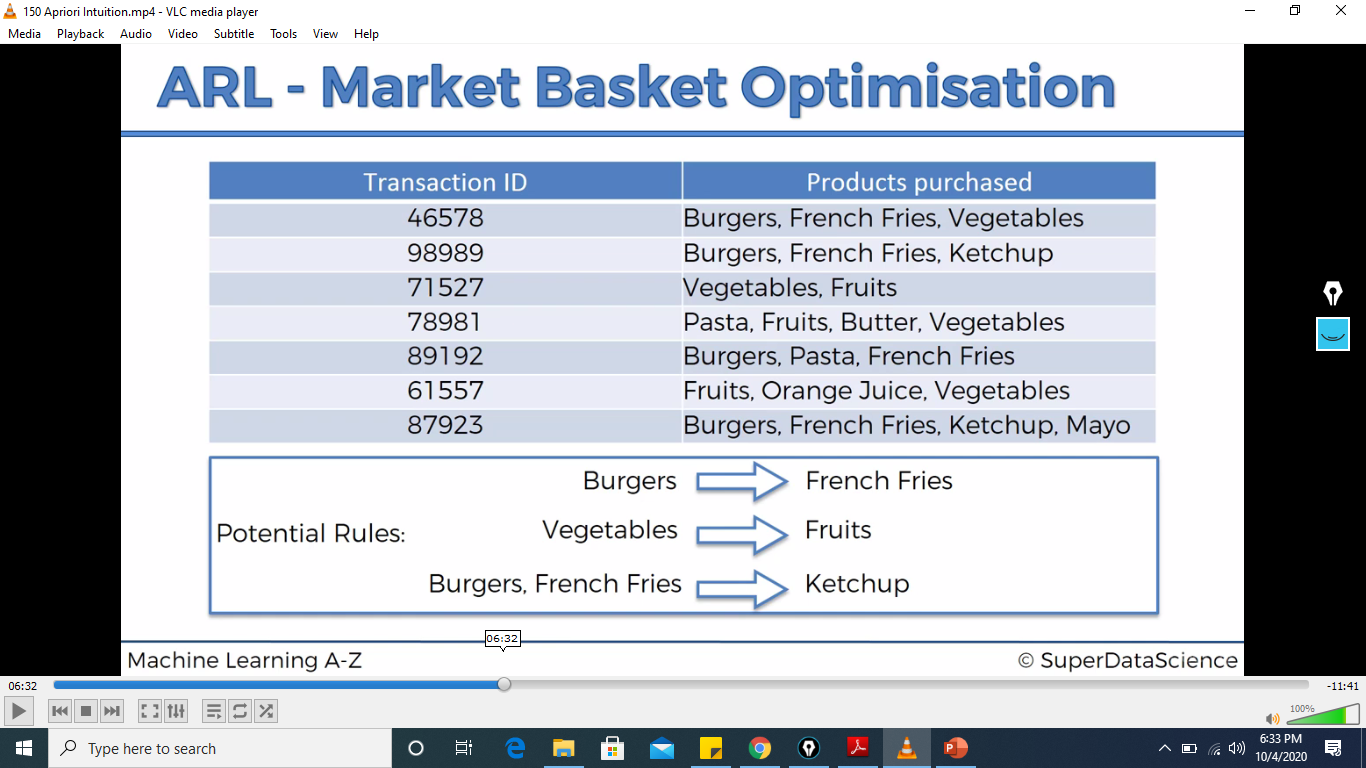 150 Apriori Intuition.mp4 - VLC media player
Media Playback Audio Video Subtitle Tools View Help
ARL - Market Basket Optimisation
Transaction ID Products purchased
46578 Burgers, French Fries, Vegetables
98989 Burgers, French Fries, Ketchup
71527 Vegetables, Fruits
78981 Pasta, Fruits, Butter, Vegetables
89192 Burgers, Pasta, French Fries
61557 Fruits, Orange Juice, Vegetables
87923 Burgers, French Fries, Ketchup, Mayo
Burgers French Fries
Potential Rules: Vegetables Fruits
Burgers, French Fries Ketchup
06:32
Machine Learning A-Z © SuperDataScience
06:32 -11:41
100%
Type here to search
6:33 PM
10/4/2020